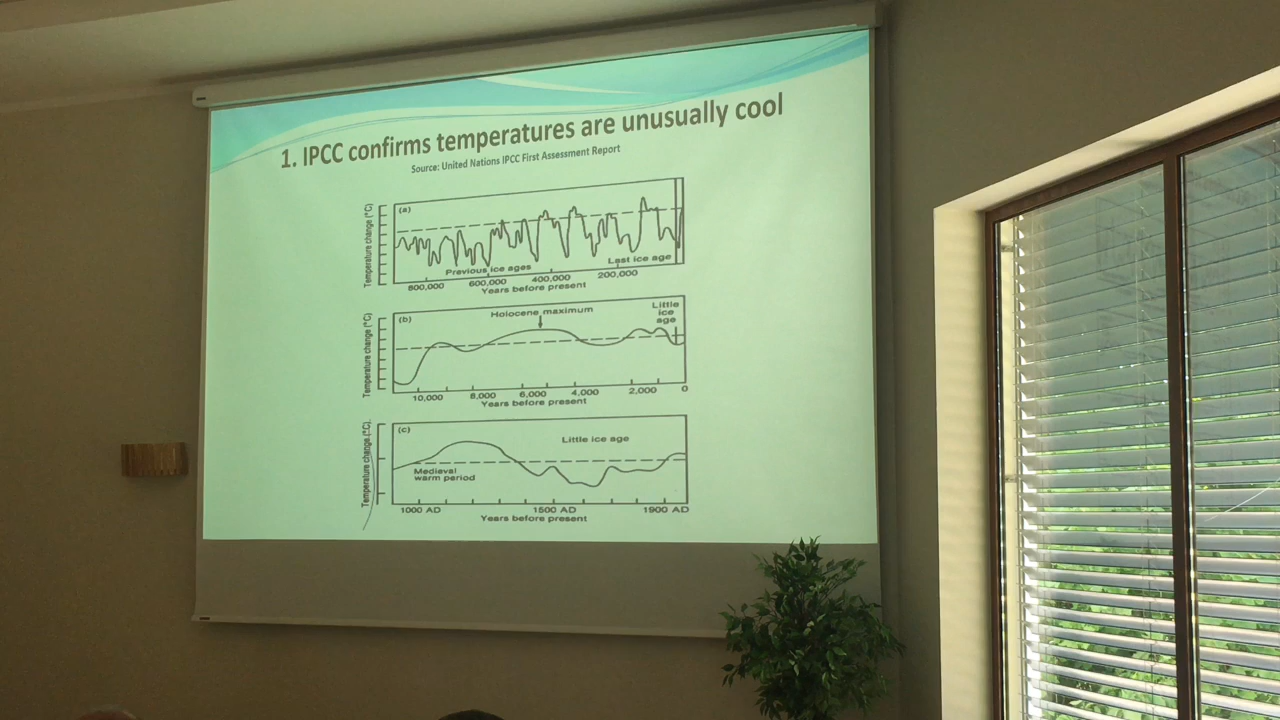 1. IPCC confirms temperatures are unusually cool
Source: United Nations IPCC First Assessment Report
Temperature change (°C)
(a)
Previous ice ages
Last ice age
800,000 600,000 400,000 200,000
Years before present
Temperature change (°C)
(b)
Holocene maximum
Little
ice
age
10,000 8,000 6,000 4,000 2,000 0
Years before present
Temperature change (°C)
(c)
Little ice age
Medieval
warm period
1000 AD 1500 AD 1900 AD
Years before present